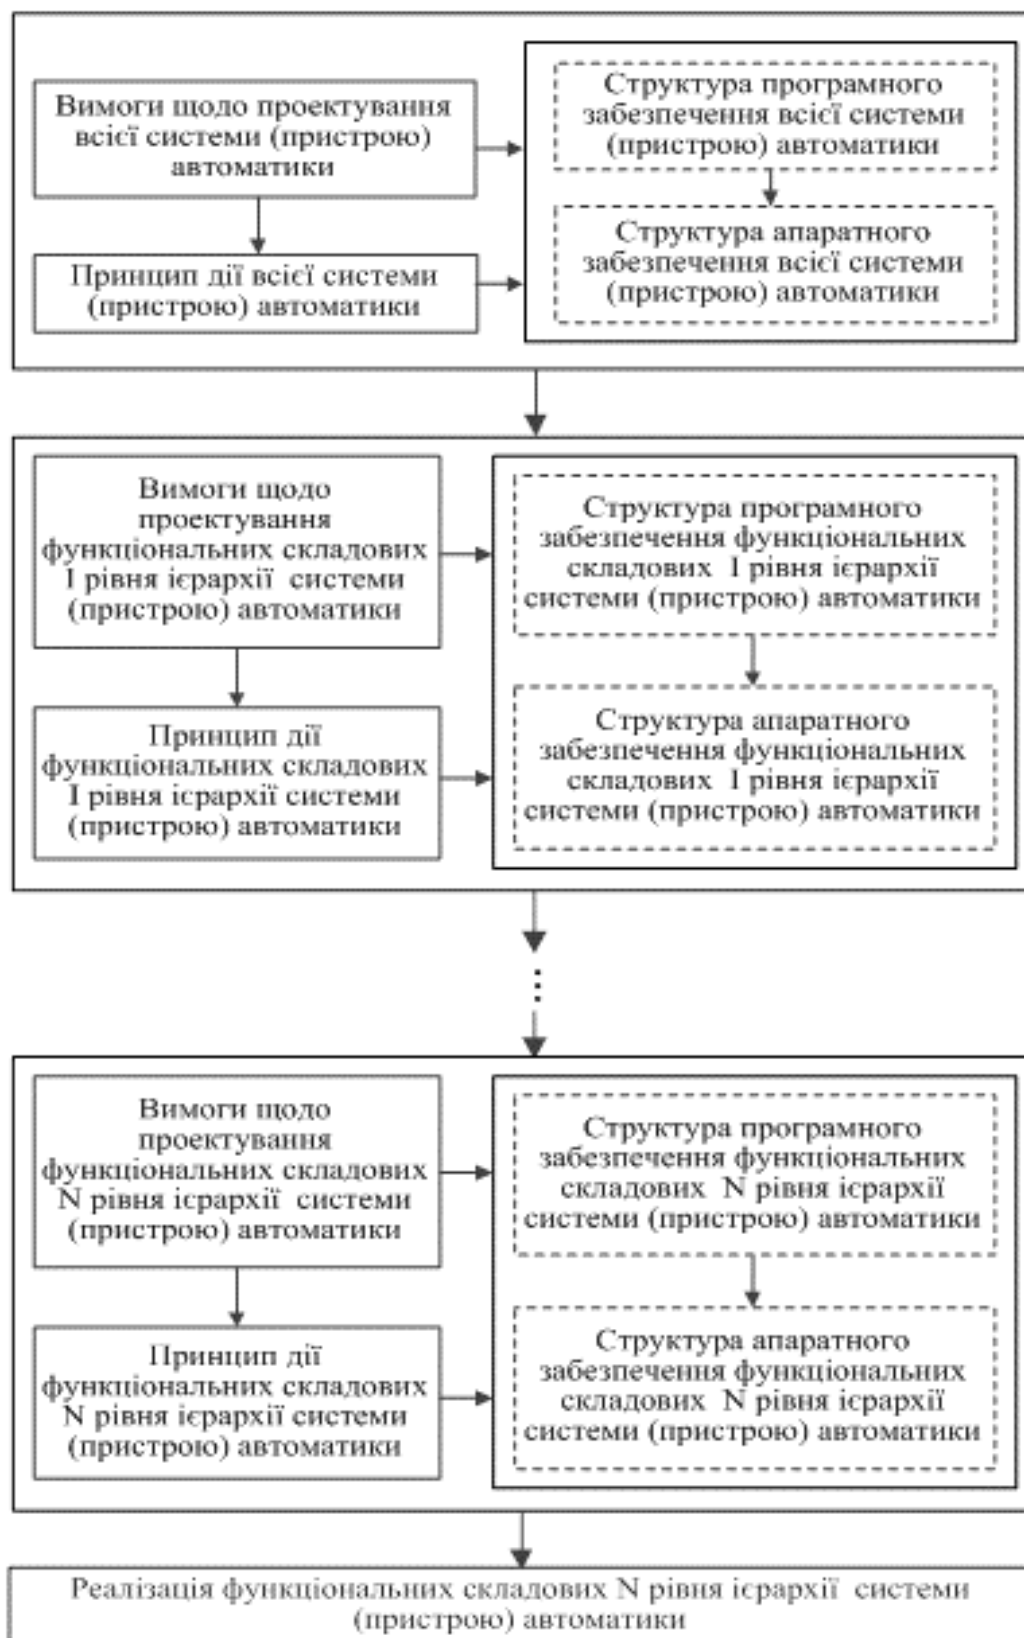 Вимоги щодо проектування
всієї системи (пристрою)
автоматики
Принцип дії всієї системи
(пристрою) автоматики
Структура програмного
забезпечення всієї системи
(пристрою) автоматики
Структура апаратного
забезпечення всієї системи
(пристрою) автоматики
Вимоги щодо
проектування
функціональних складових
І рівня ієрархії системи
(пристрою) автоматики
Принцип дії
функціональних складових
І рівня ієрархії системи
(пристрою) автоматики
Структура програмного
забезпечення функціональних
складових І рівня ієрархії
системи (пристрою) автоматики
Структура апаратного
забезпечення функціональних
складових І рівня ієрархії
системи (пристрою) автоматики
...
Вимоги щодо
проектування
функціональних складових
N рівня ієрархії системи
(пристрою) автоматики
Принцип дії
функціональних складових
N рівня ієрархії системи
(пристрою) автоматики
Структура програмного
забезпечення функціональних
складових N рівня ієрархії
системи (пристрою) автоматики
Структура апаратного
забезпечення функціональних
складових N рівня ієрархії
системи (пристрою) автоматики
Реалізація функціональних складових N рівня ієрархії системи
(пристрою) автоматики